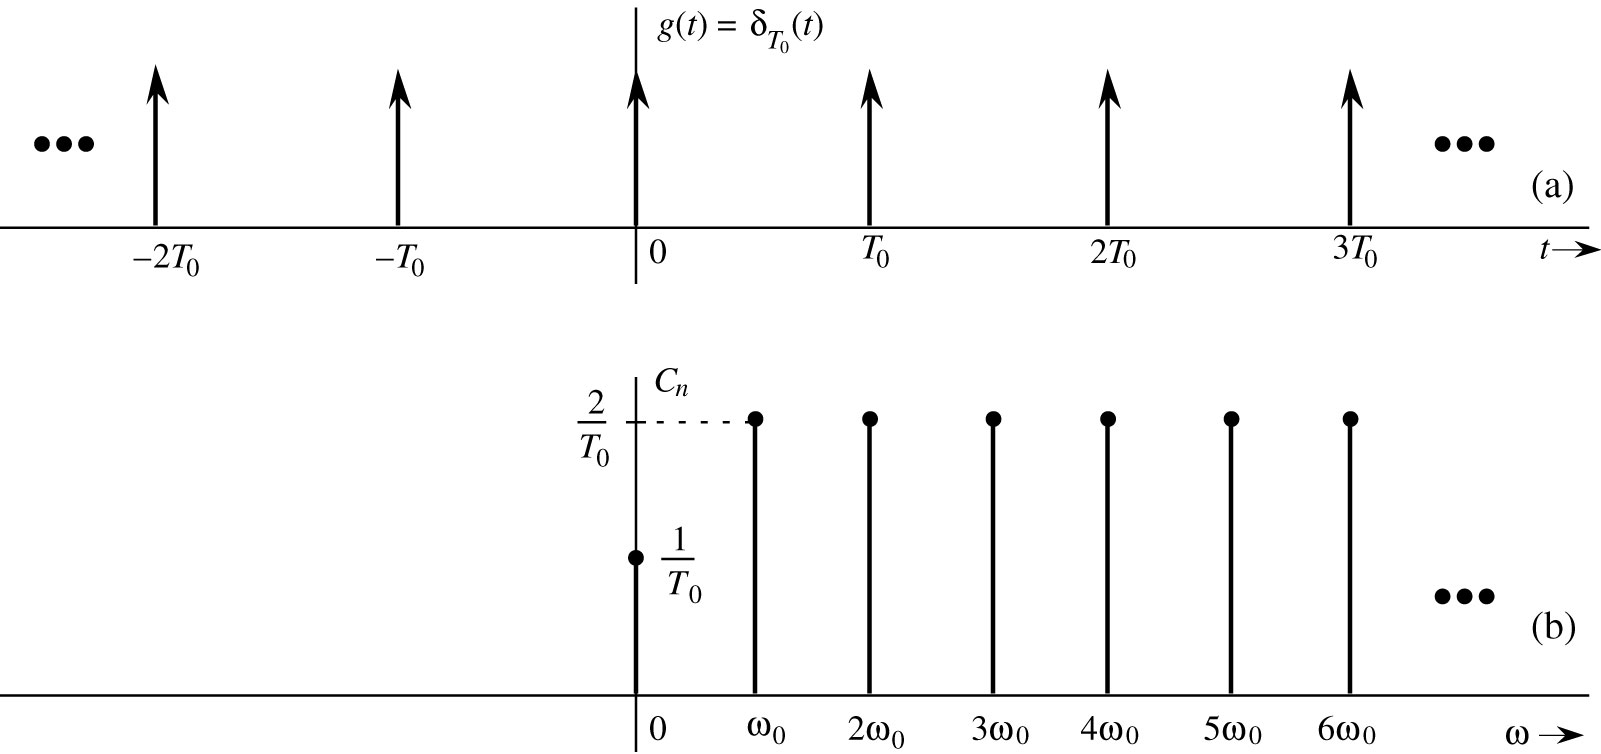 g(t) = δ_{T_0}(t)
••• ••• (a)
−2T_0 −T_0 0 T_0 2T_0 3T_0 t→
C_n
2/T_0
1/T_0
••• (b)
0 ω_0 2ω_0 3ω_0 4ω_0 5ω_0 6ω_0 ω→